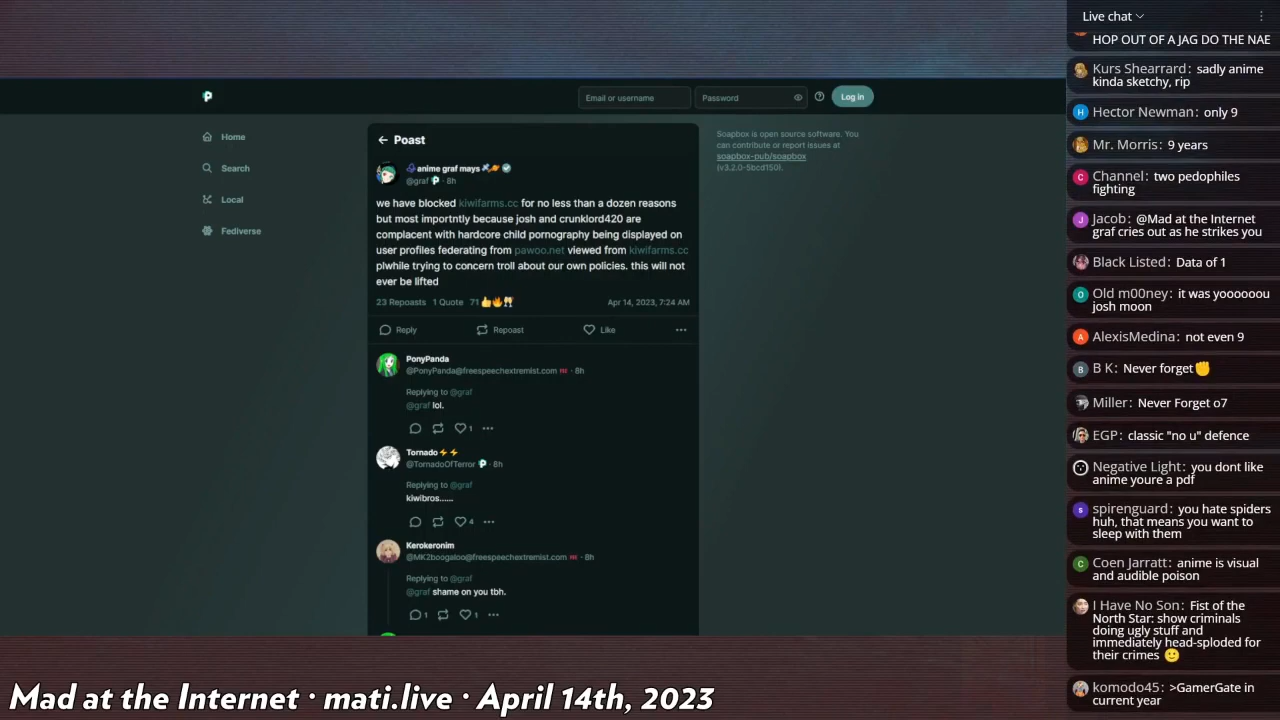 Live chat
HOP OUT OF A JAG DO THE NAE
Kurs Shearrard: sadly anime
kinda sketchy, rip
Hector Newman: only 9
Mr. Morris: 9 years
Channel: two pedophiles
fighting
Jacob: @Mad at the Internet
graf cries out as he strikes you
Black Listed: Data of 1
Old m00ney: it was yoooooou
josh moon
AlexisMedina: not even 9
B K: Never forget✊
Miller: Never Forget o7
EGP: classic "no u" defence
Negative Light: you dont like
anime youre a pdf
spirenguard: you hate spiders
huh, that means you want to
sleep with them
Coen Jarratt: anime is visual
and audible poison
I Have No Son: Fist of the
North Star: show criminals
doing ugly stuff and
immediately head-sploded for
their crimes 🙂
komodo45: >GamerGate in
current year
Email or username
Password
Log in
Home
Search
Local
Fediverse
← Poast
anime graf mays
@graf · 8h
we have blocked kiwifarms.cc for no less than a dozen reasons
but most importntly because josh and crunklord420 are
complacent with hardcore child pornography being displayed on
user profiles federating from pawoo.net viewed from kiwifarms.cc
plwhile trying to concern troll about our own policies. this will not
ever be lifted
23 Reposts 1 Quote 71 Apr 14, 2023, 7:24 AM
Reply Repoast Like
PonyPanda
@PonyPanda@freespeechextremist.com · 8h
Replying to @graf
@graf lol.
1
Tornado⚡⚡
@TornadoOfTerror · 8h
Replying to @graf
kiwibros......
4
Kerokeronim
@MK2boogaloo@freespeechextremist.com · 8h
Replying to @graf
@graf shame on you tbh.
1 1
Soapbox is open source software. You
can contribute or report issues at
soapbox-pub/soapbox
(v3.2.0-5bcd150).
Mad at the Internet · mati.live · April 14th, 2023